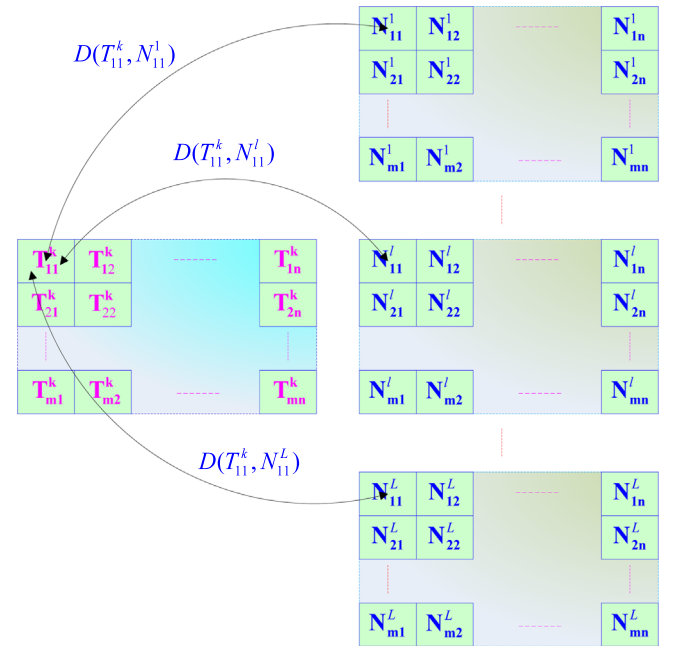 N^1_11 N^1_12 ------ N^1_1n
D(T^k_11, N^1_11)
N^1_21 N^1_22 N^1_2n
D(T^k_11, N^l_11)
N^1_m1 N^1_m2 ------ N^1_mn
T^k_11 T^k_12 ------ T^k_1n
T^k_21 T^k_22 T^k_2n
T^k_m1 T^k_m2 ------ T^k_mn
N^l_11 N^l_12 ------ N^l_1n
N^l_21 N^l_22 N^l_2n
N^l_m1 N^l_m2 ------ N^l_mn
D(T^k_11, N^L_11)
N^L_11 N^L_12 ------ N^L_1n
N^L_21 N^L_22 N^L_2n
N^L_m1 N^L_m2 ------ N^L_mn